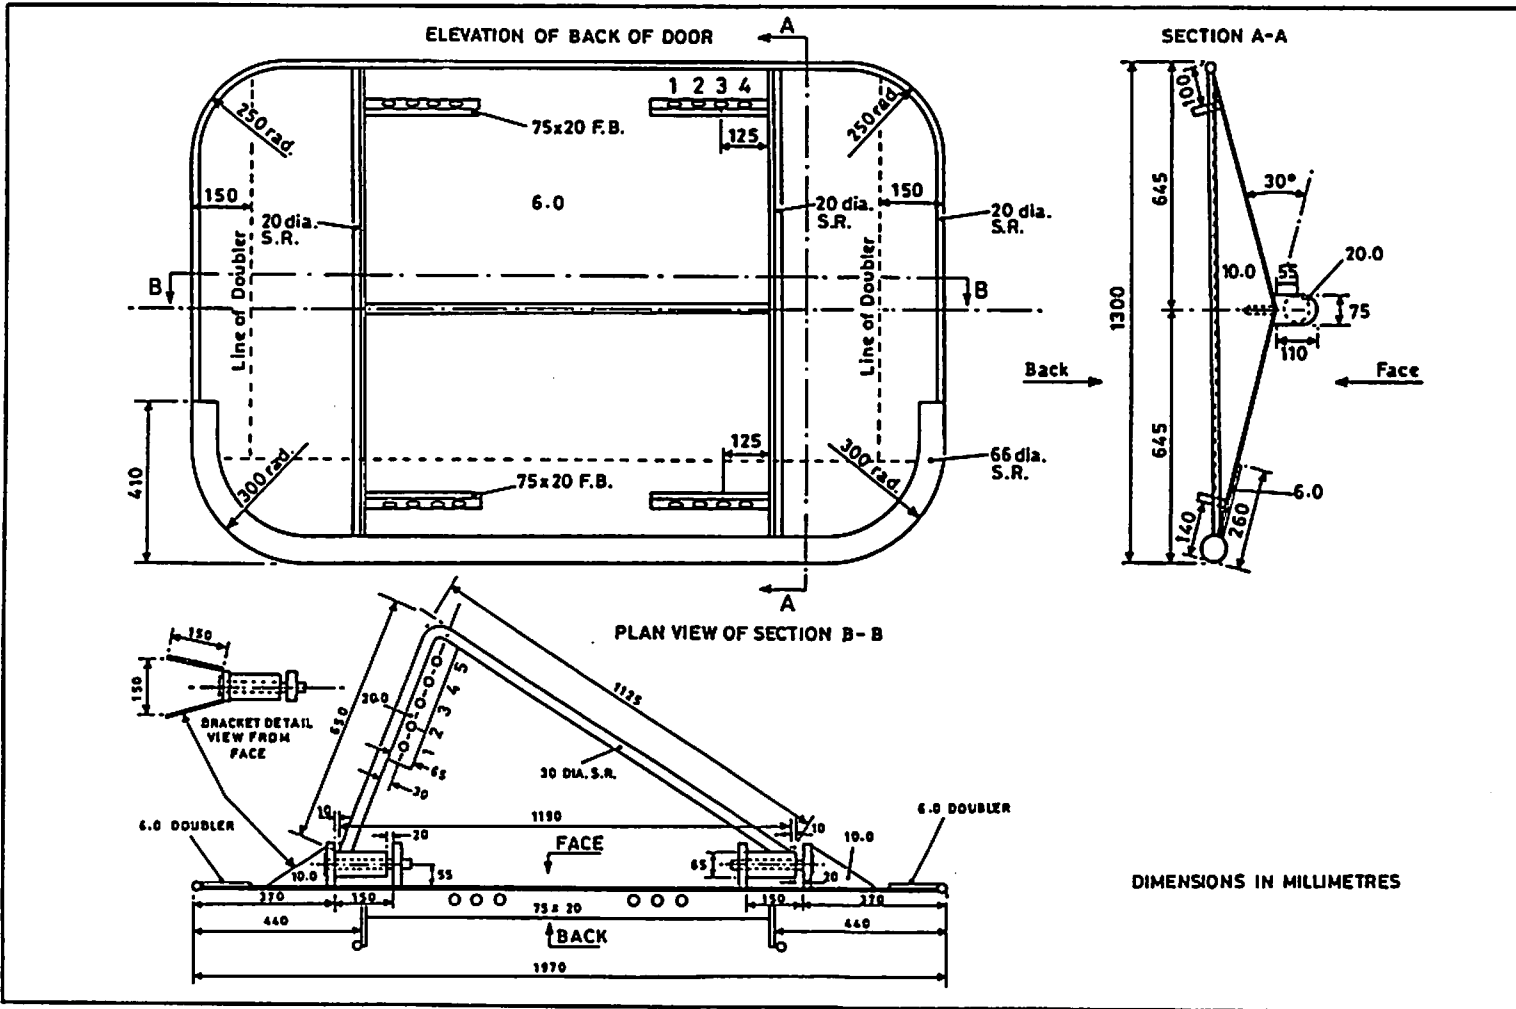 ELEVATION OF BACK OF DOOR
A
SECTION A-A
1 2 3 4
250 rad.
75x20 F.B.
125
250 rad.
150
6.0
150
20 dia.
S.R.
20 dia.
S.R.
20 dia.
S.R.
Line of Doubler
Line of Doubler
B
B
410
300 rad.
75x20 F.B.
125
300 rad.
66 dia.
S.R.
A
100
645
30°
1300
10.0
55
20.0
75
110
Back
Face
645
6.0
140
260
PLAN VIEW OF SECTION B-B
150
150
BRACKET DETAIL
VIEW FROM
FACE
1125
1 2 3 4 5
65
30
30 DIA. S.R.
10
1190
10
6.0 DOUBLER
20
FACE
6.0 DOUBLER
10.0
10.0
55
65
20
270
150
75 x 20
150
270
440
BACK
440
1970
DIMENSIONS IN MILLIMETRES